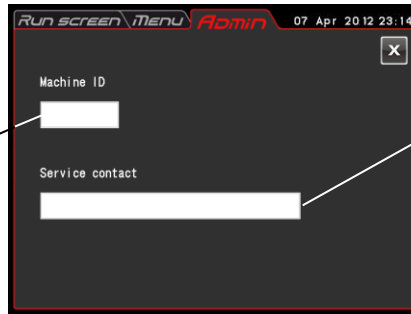 Run screen Menu Admin 07 Apr 2012 23:14
X
Machine ID
Service contact